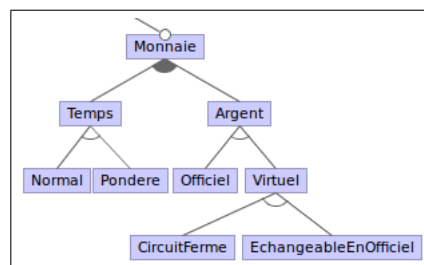 Monnaie
Temps Argent
Normal Pondere Officiel Virtuel
CircuitFerme EchangeableEnOfficiel